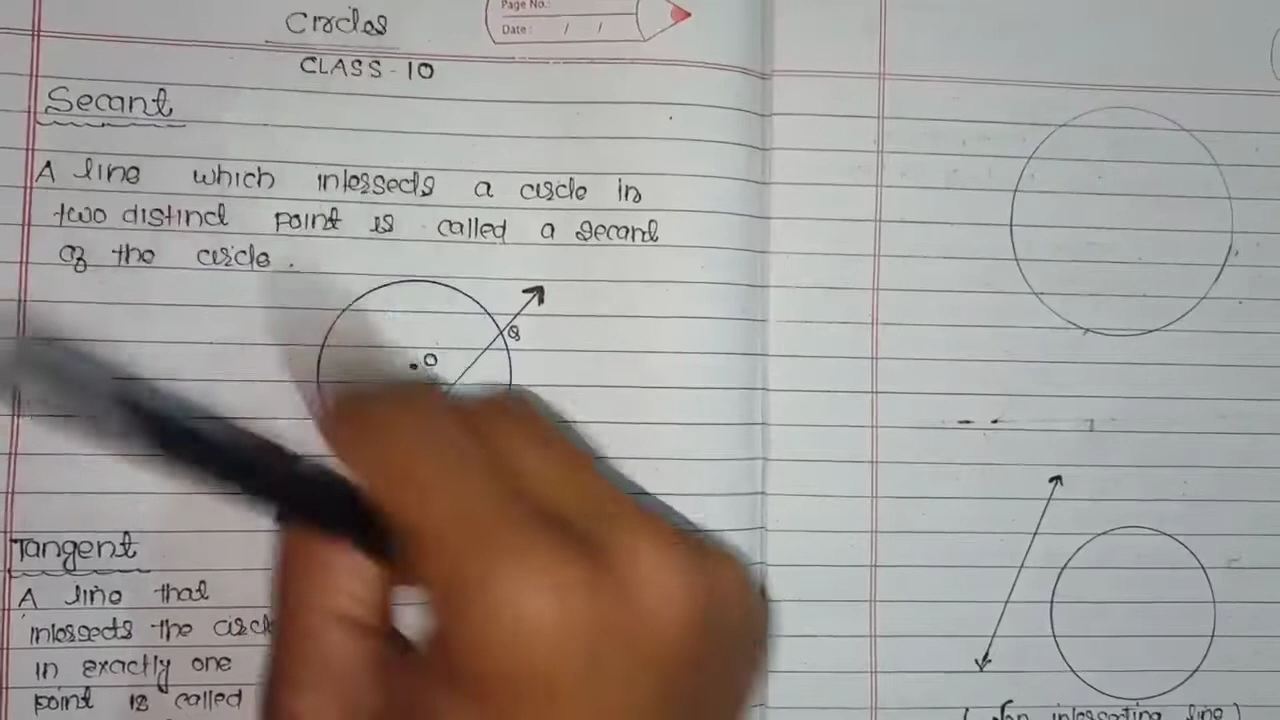 Page No.:
Date: / /
Circles
CLASS-10
Secant
A line which intersects a circle in
two distinct point is called a secant
of the circle.
Q
O
Tangent
A line that
intersects the circle
in exactly one
point is called
(Non intersecting line)